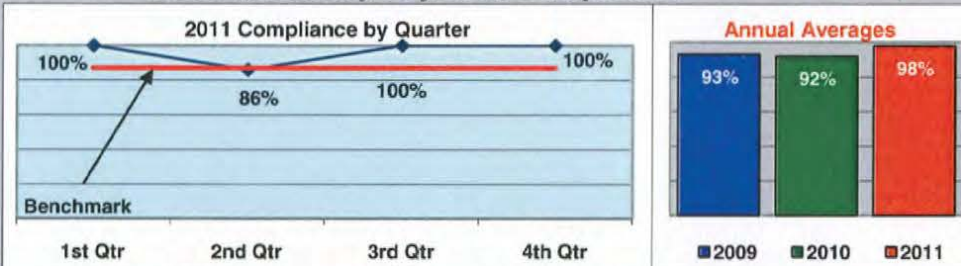 2011 Compliance by Quarter
100%
86%
100%
100%
Benchmark
1st Qtr 2nd Qtr 3rd Qtr 4th Qtr
Annual Averages
93%
92%
98%
2009 2010 2011